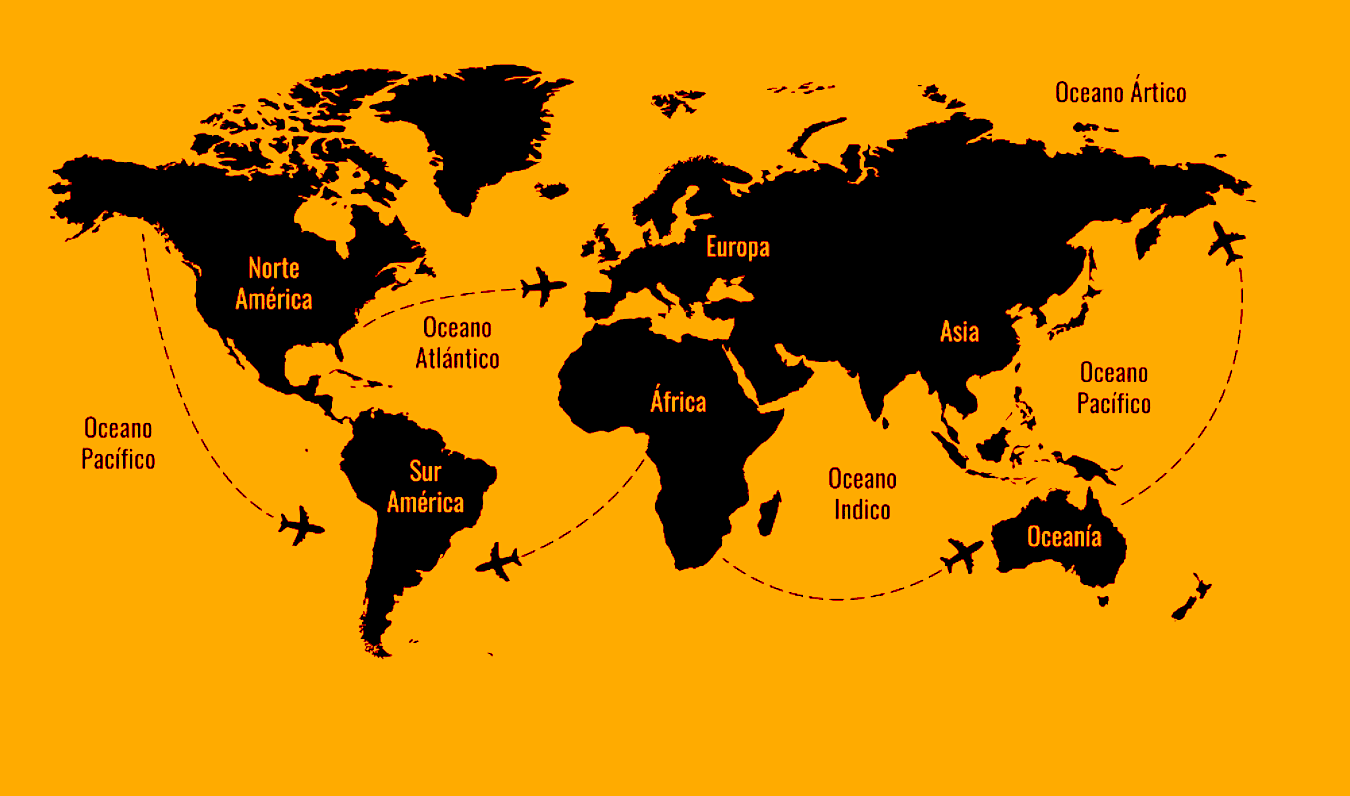 Oceano Ártico
Europa
Norte
América
Oceano
Atlántico
Asia
Oceano
Pacífico
África
Oceano
Pacífico
Sur
América
Oceano
Indico
Oceanía